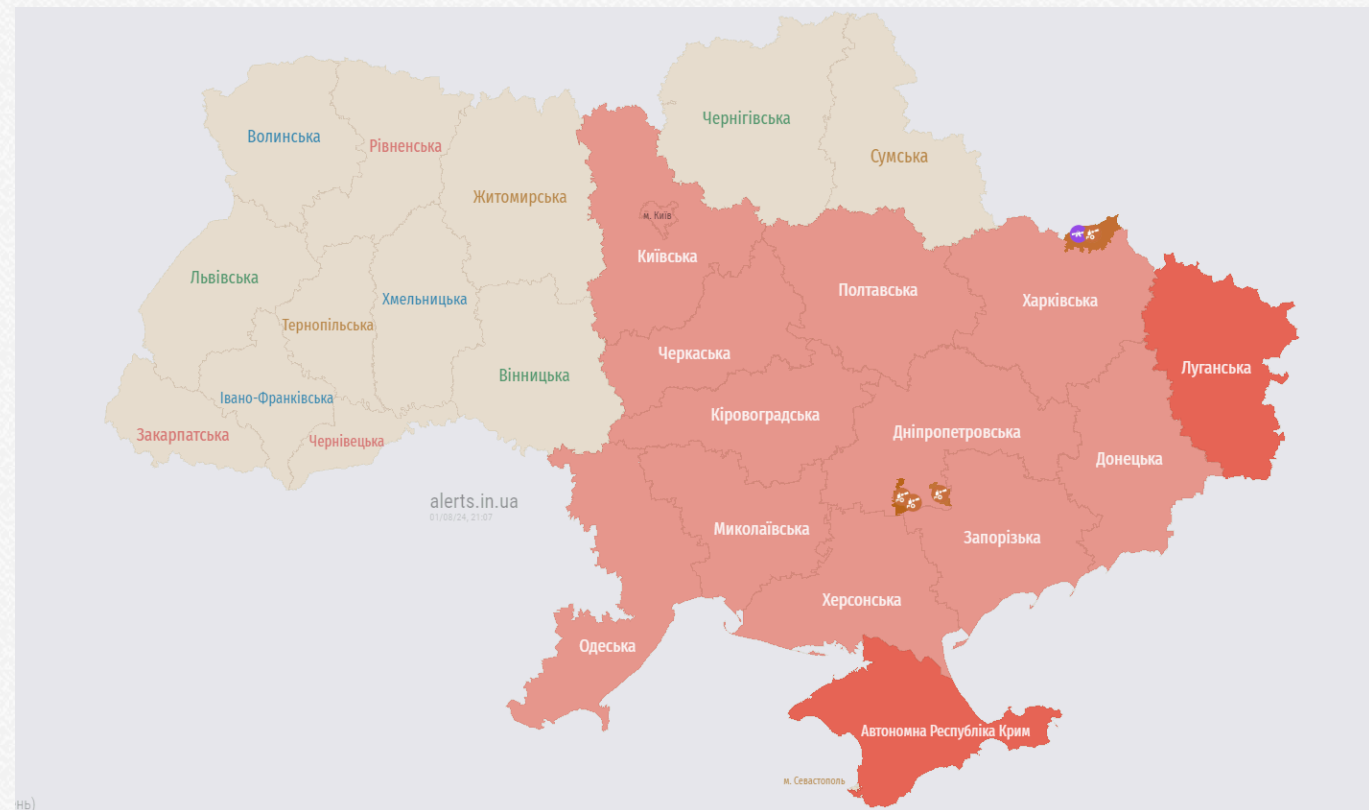 Чернігівська
Волинська
Рівненська
Сумська
Житомирська
м. Київ
Київська
Львівська
Полтавська
Хмельницька
Харківська
Тернопільська
Черкаська
Луганська
Вінницька
Івано-Франківська
Кіровоградська
Дніпропетровська
Закарпатська
Чернівецька
Донецька
alerts.in.ua
01/08/24, 21:07
Миколаївська
Запорізька
Херсонська
Одеська
Автономна Республіка Крим
м. Севастополь
нь)